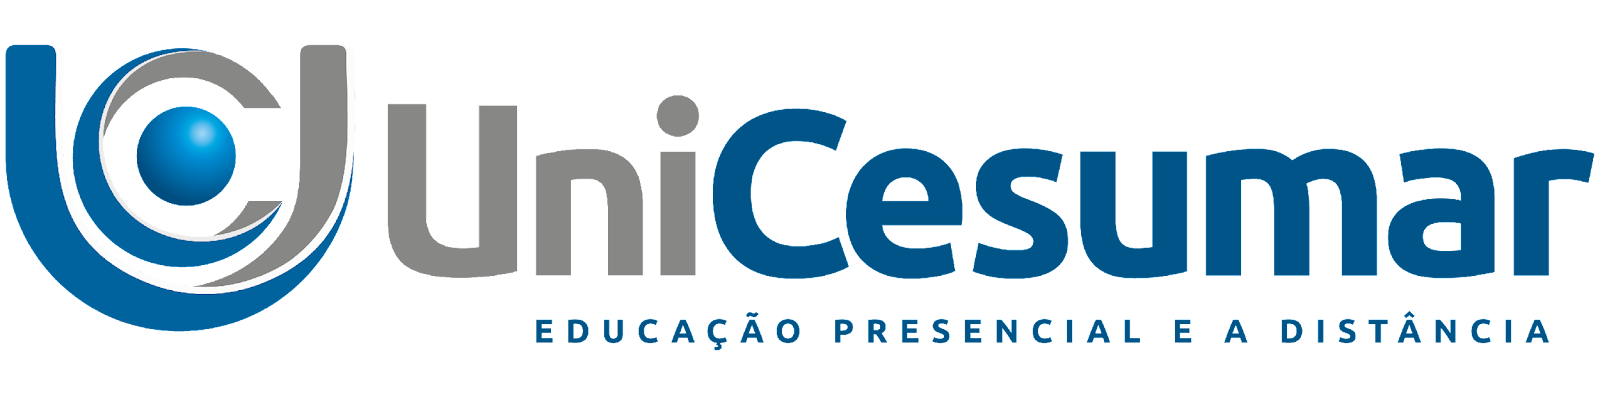 UniCesumar
EDUCAÇÃO PRESENCIAL E A DISTÂNCIA